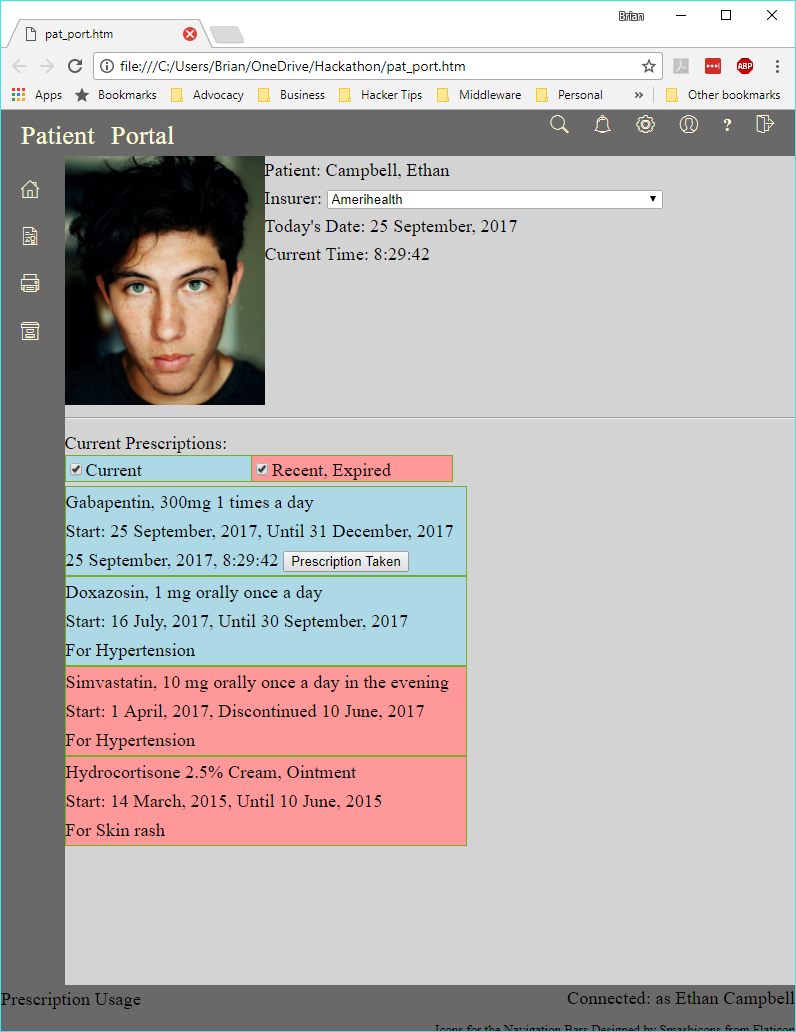 Brian
pat_port.htm
file:///C:/Users/Brian/OneDrive/Hackathon/pat_port.htm
ABP
Apps Bookmarks Advocacy Business Hacker Tips Middleware Personal » Other bookmarks
Patient Portal
?
Patient: Campbell, Ethan
Insurer: Amerihealth
Today's Date: 25 September, 2017
Current Time: 8:29:42
Current Prescriptions:
Current Recent, Expired
Gabapentin, 300mg 1 times a day
Start: 25 September, 2017, Until 31 December, 2017
25 September, 2017, 8:29:42 Prescription Taken
Doxazosin, 1 mg orally once a day
Start: 16 July, 2017, Until 30 September, 2017
For Hypertension
Simvastatin, 10 mg orally once a day in the evening
Start: 1 April, 2017, Discontinued 10 June, 2017
For Hypertension
Hydrocortisone 2.5% Cream, Ointment
Start: 14 March, 2015, Until 10 June, 2015
For Skin rash
Prescription Usage Connected: as Ethan Campbell
Icons for the Navigation Bars Designed by Smashicons from Flaticon